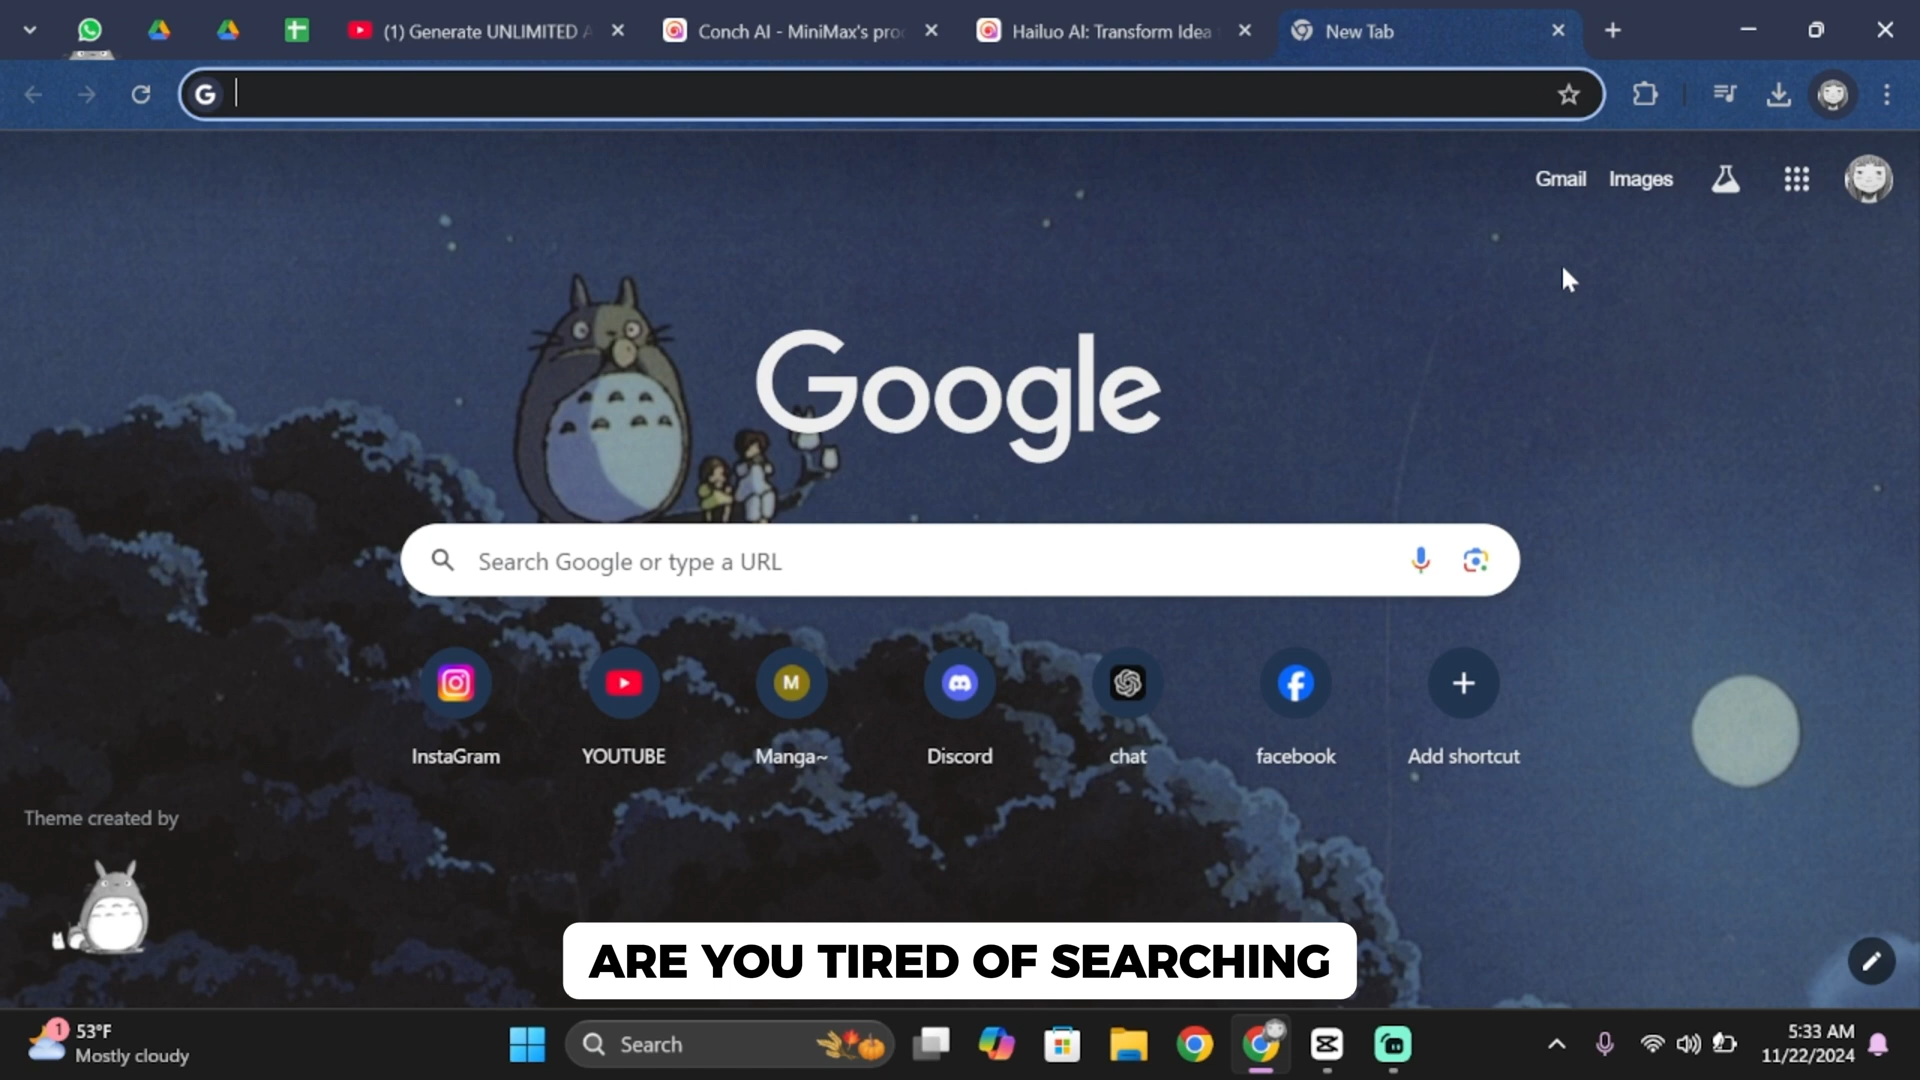 (1) Generate UNLIMITED A
Conch AI - MiniMax's pro
Hailuo AI: Transform Idea
New Tab
G
Gmail
Images
Google
Search Google or type a URL
M
InstaGram
YOUTUBE
Manga~
Discord
chat
facebook
Add shortcut
Theme created by
ARE YOU TIRED OF SEARCHING
1
53°F
Mostly cloudy
Search
5:33 AM
11/22/2024